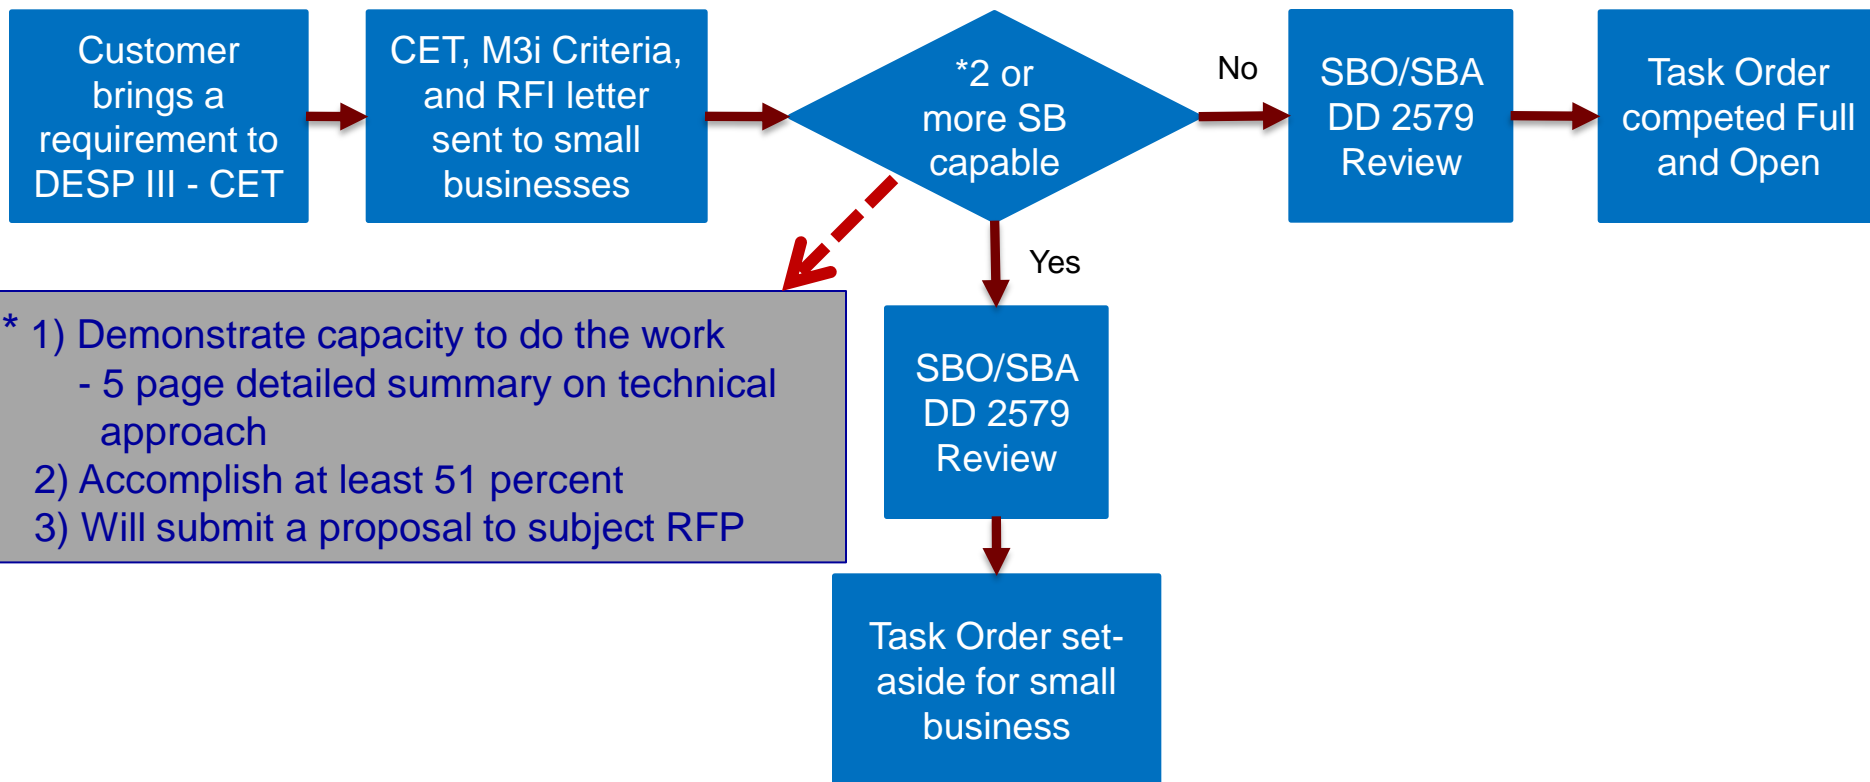 Customer
brings a
requirement to
DESP III - CET
CET, M3i Criteria,
and RFI letter
sent to small
businesses
*2 or
more SB
capable
No
SBO/SBA
DD 2579
Review
Task Order
competed Full
and Open
Yes
* 1) Demonstrate capacity to do the work
- 5 page detailed summary on technical
approach
2) Accomplish at least 51 percent
3) Will submit a proposal to subject RFP
SBO/SBA
DD 2579
Review
Task Order set-
aside for small
business